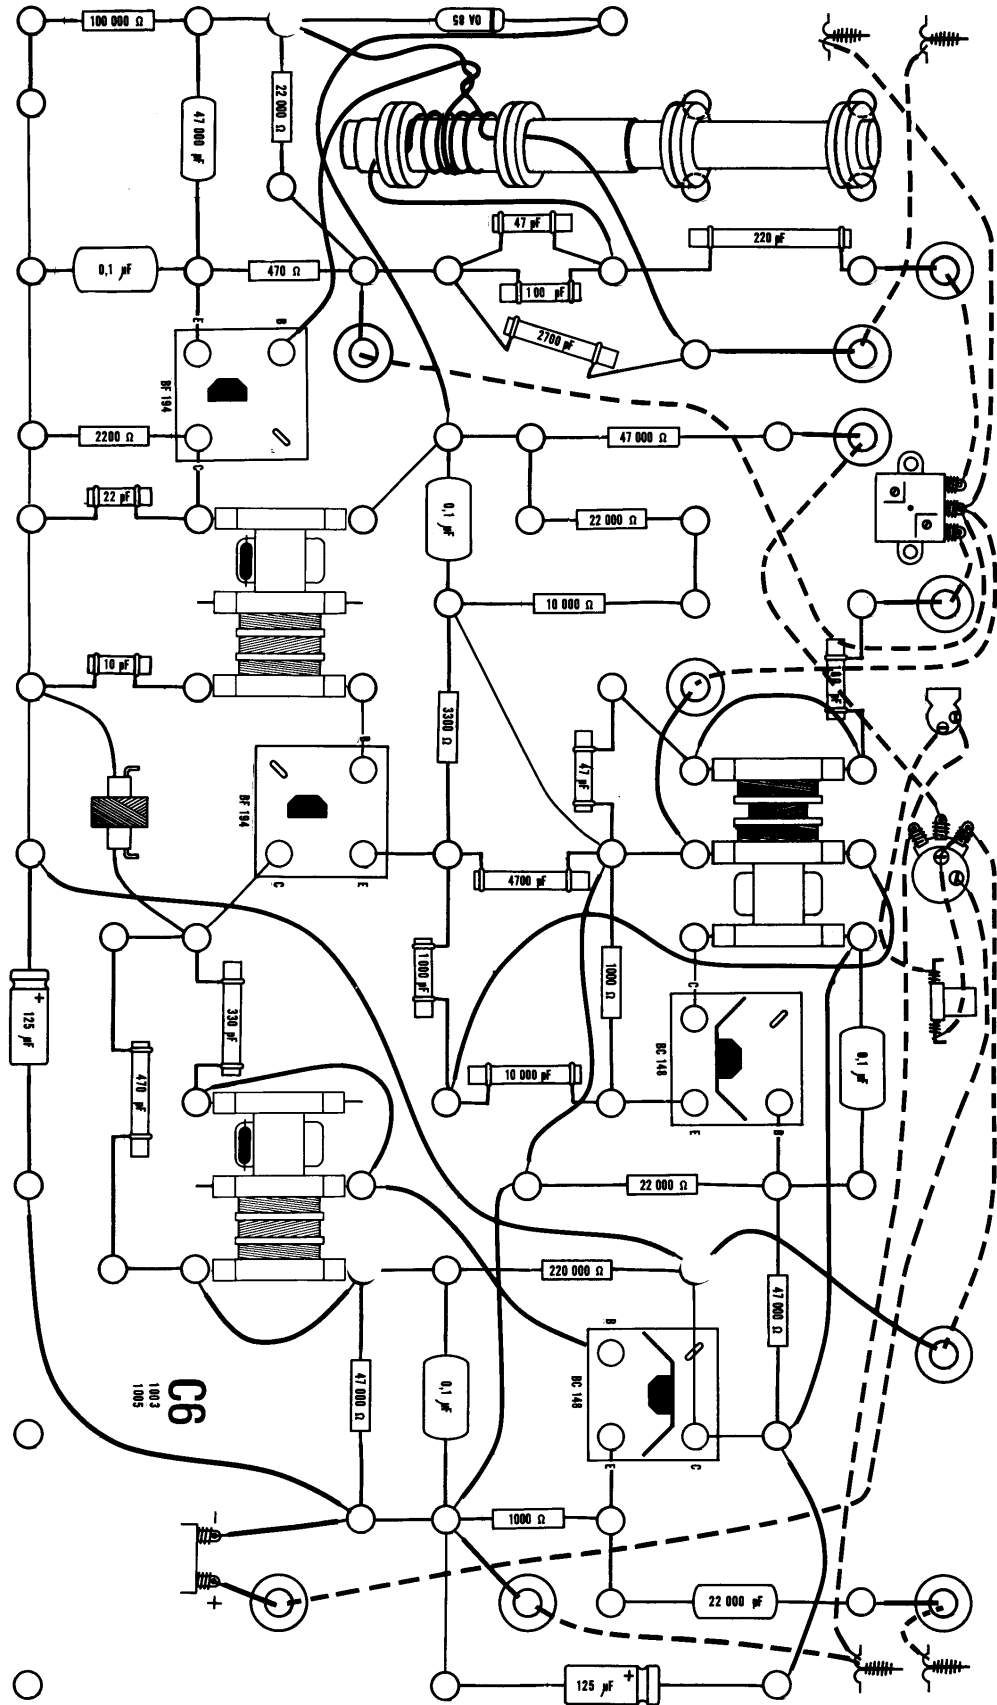 100 000 Ω
OA 85
22 000 Ω
47 000 pF
47 pF
220 pF
0,1 µF
470 Ω
100 pF
2700 pF
E
B
BF 194
C
2200 Ω
47 000 Ω
22 pF
0,1 µF
22 000 Ω
10 000 Ω
10 pF
3300 Ω
47 pF
B
BF 194
C
E
4700 pF
1000 pF
1000 Ω
C
BC 148
E
B
0,1 µF
+
125 µF
330 pF
470 pF
10 000 pF
22 000 Ω
220 000 Ω
47 000 Ω
B
BC 148
E
C
47 000 Ω
0,1 µF
C6
1003
1005
1000 Ω
-
+
22 000 pF
125 µF +